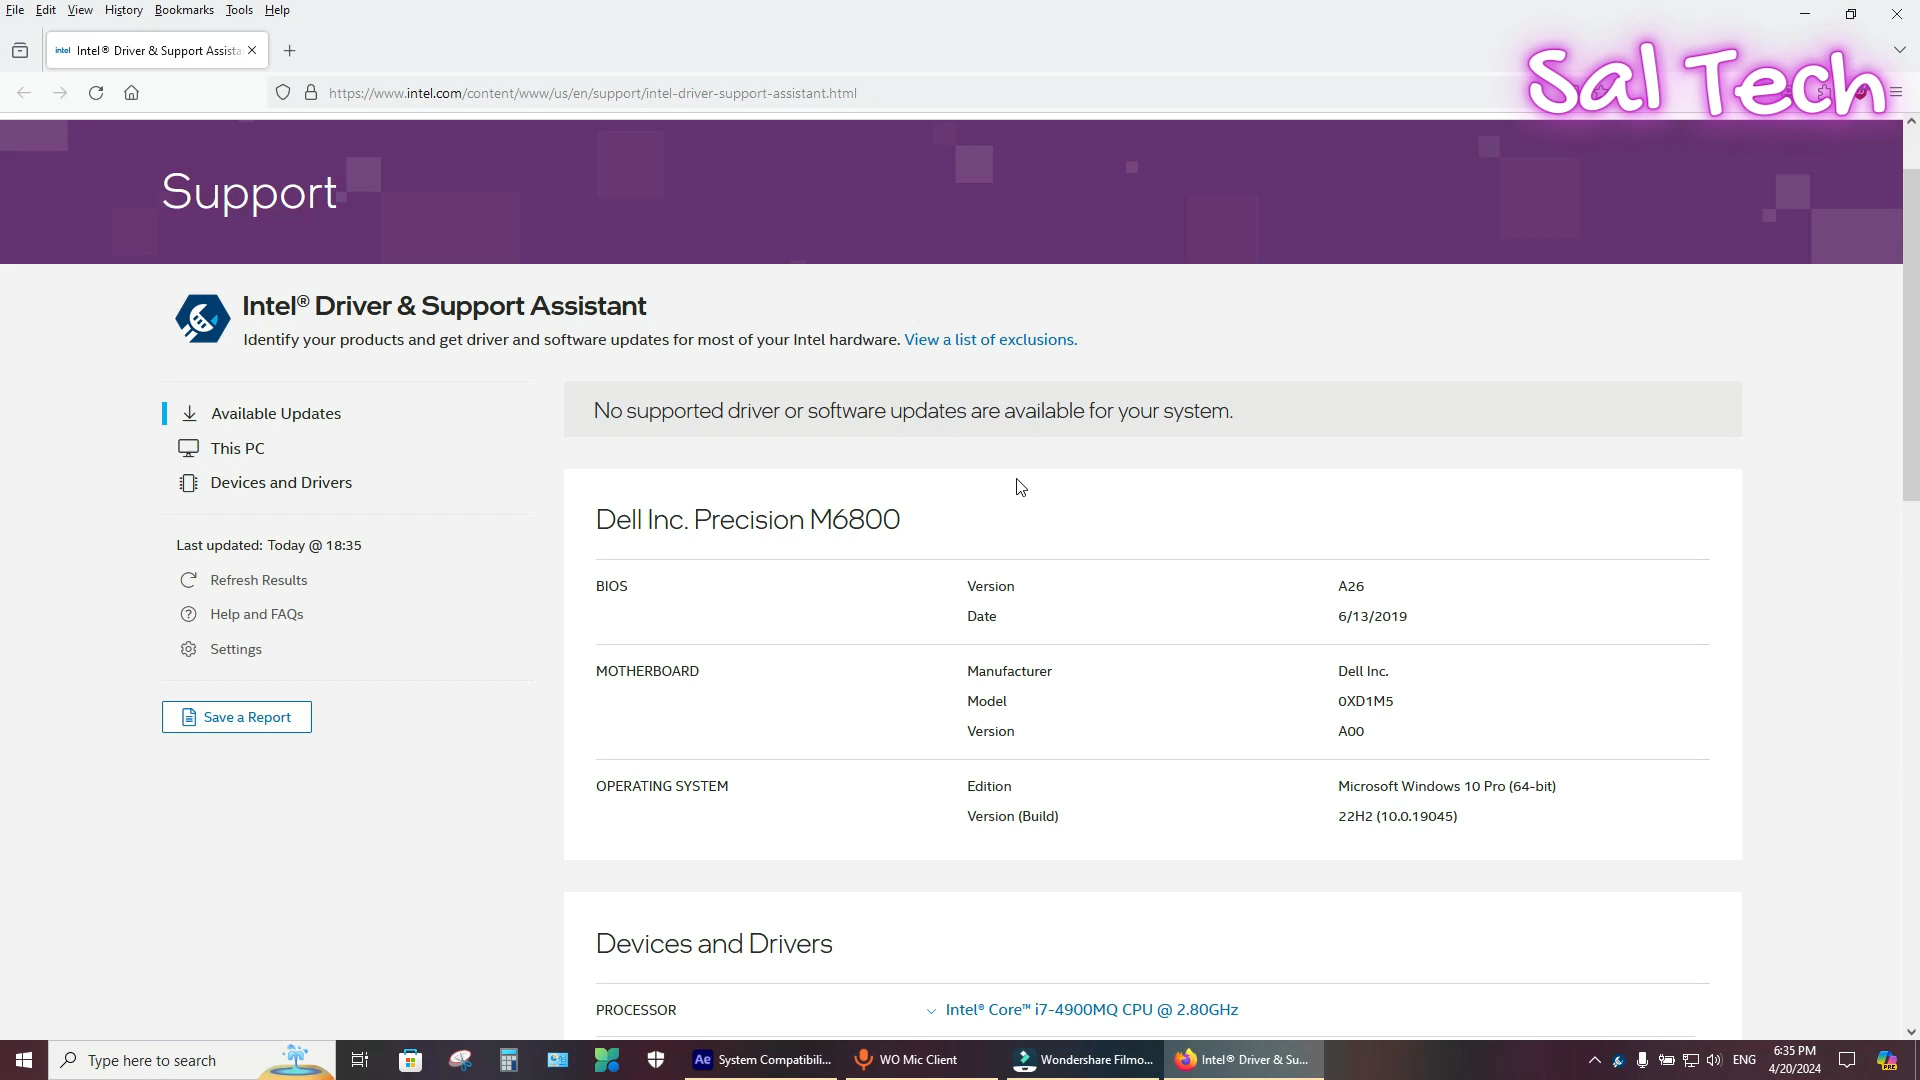 File Edit View History Bookmarks Tools Help
intel Intel® Driver & Support Assista
Sal Tech
https://www.intel.com/content/www/us/en/support/intel-driver-support-assistant.html
Support
Intel® Driver & Support Assistant
Identify your products and get driver and software updates for most of your Intel hardware. View a list of exclusions.
Available Updates
This PC
Devices and Drivers
Last updated: Today @ 18:35
Refresh Results
Help and FAQs
Settings
Save a Report
No supported driver or software updates are available for your system.
Dell Inc. Precision M6800
BIOS Version A26
Date 6/13/2019
MOTHERBOARD Manufacturer Dell Inc.
Model 0XD1M5
Version A00
OPERATING SYSTEM Edition Microsoft Windows 10 Pro (64-bit)
Version (Build) 22H2 (10.0.19045)
Devices and Drivers
PROCESSOR Intel® Core™ i7-4900MQ CPU @ 2.80GHz
Type here to search
Ae System Compatibili...
WO Mic Client
Wondershare Filmo...
Intel® Driver & Su...
ENG
6:35 PM
4/20/2024
PRE